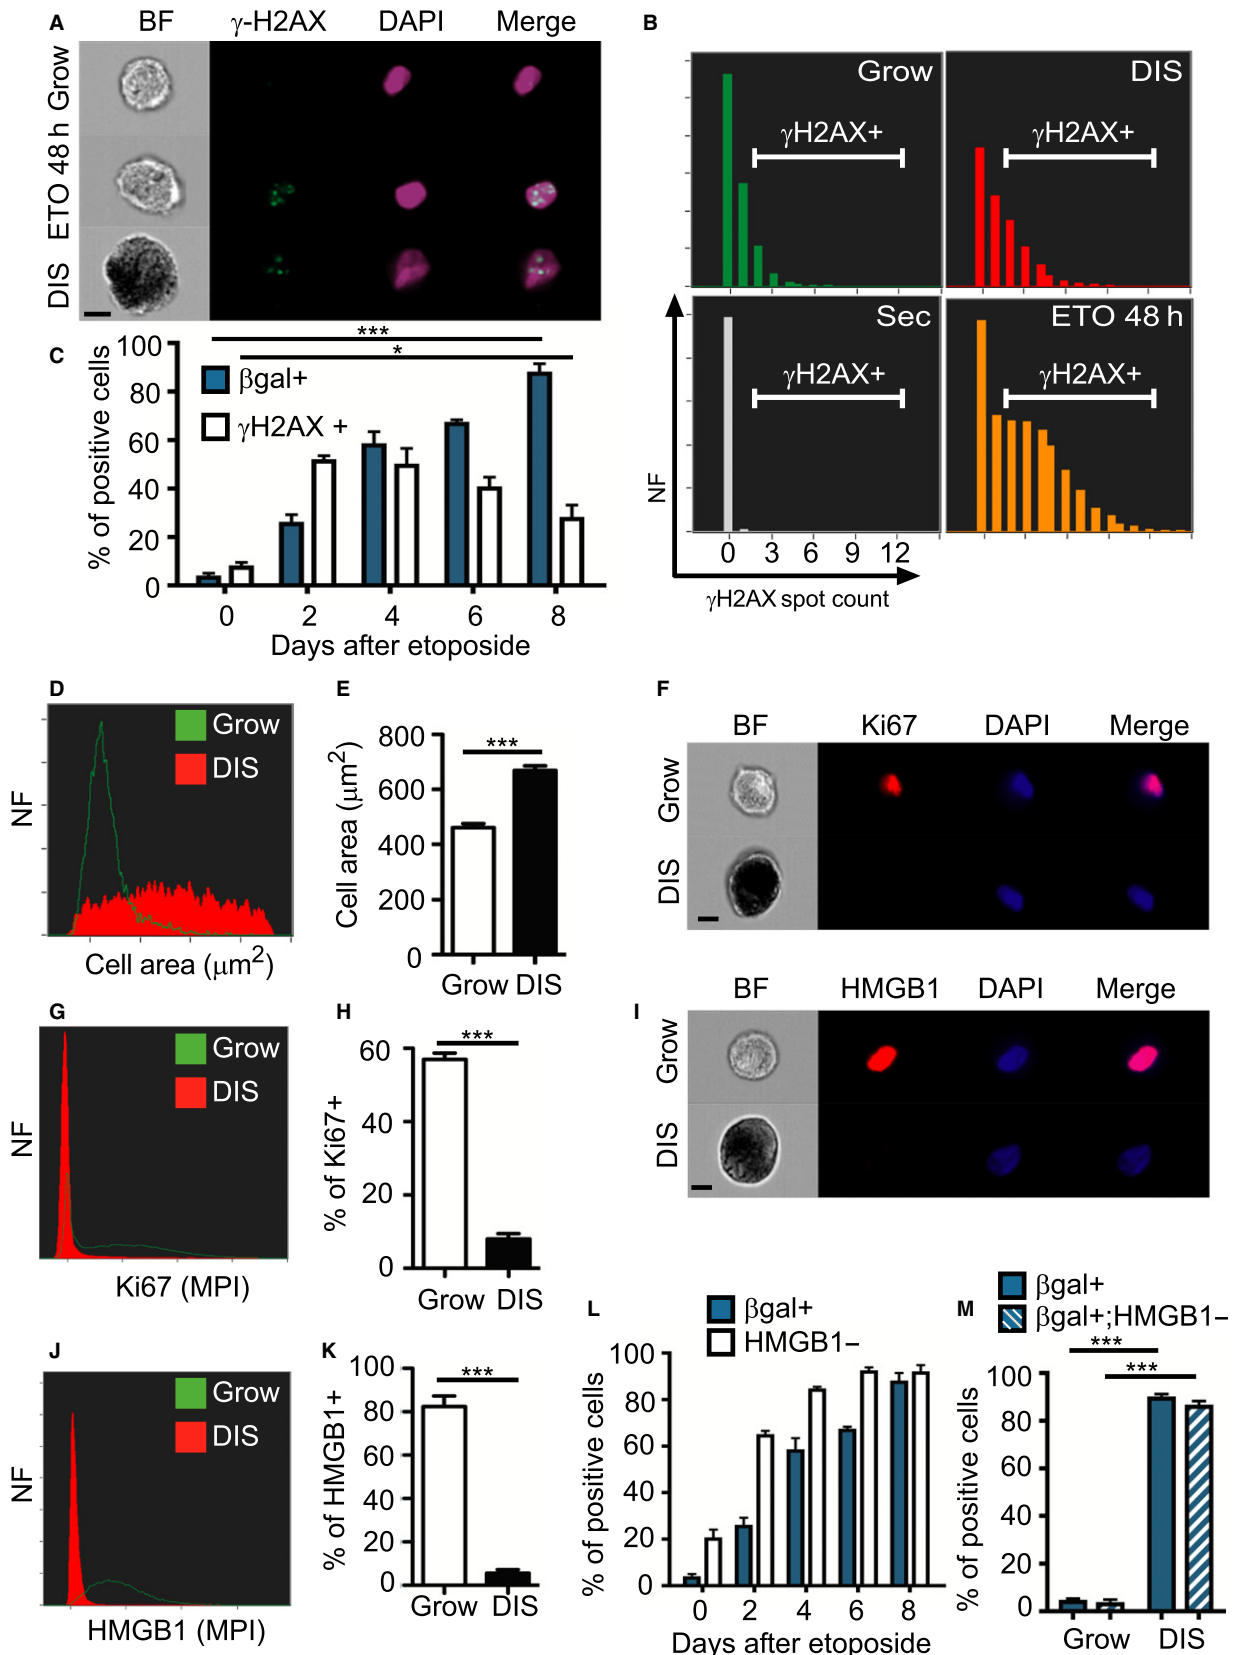 A
BF γ-H2AX DAPI Merge
Grow
ETO 48 h
DIS
B
Grow
γH2AX+
DIS
γH2AX+
Sec
γH2AX+
ETO 48 h
γH2AX+
NF
0 3 6 9 12
γH2AX spot count
C
***
*
βgal+
γH2AX +
% of positive cells
100
80
60
40
20
0
0 2 4 6 8
Days after etoposide
D
Grow
DIS
NF
Cell area (μm2)
E
***
Cell area (μm2)
800
600
400
200
0
Grow DIS
F
BF Ki67 DAPI Merge
Grow
DIS
G
Grow
DIS
NF
Ki67 (MPI)
H
***
% of Ki67+
60
40
20
0
Grow DIS
I
BF HMGB1 DAPI Merge
Grow
DIS
J
Grow
DIS
NF
HMGB1 (MPI)
K
***
% of HMGB1+
100
80
60
40
20
0
Grow DIS
L
βgal+
HMGB1–
% of positive cells
100
80
60
40
20
0
0 2 4 6 8
Days after etoposide
M
βgal+
βgal+;HMGB1–
***
***
% of positive cells
100
80
60
40
20
0
Grow DIS